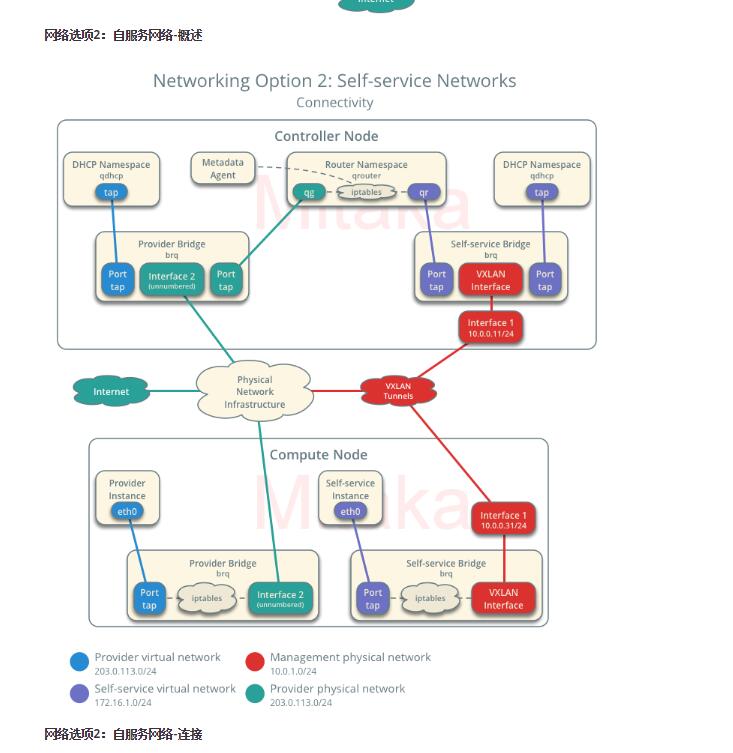 Internet
网络选项2：自服务网络-概述
Networking Option 2: Self-service Networks
Connectivity
Controller Node
DHCP Namespace
qdhcp
tap
Metadata
Agent
Router Namespace
qrouter
qg
iptables
qr
DHCP Namespace
qdhcp
tap
Mitaka
Provider Bridge
brq
Port
tap
Interface 2
(unnumbered)
Port
tap
Self-service Bridge
brq
Port
tap
VXLAN
Interface
Port
tap
Interface 1
10.0.0.11/24
Internet
Physical
Network
Infrastructure
VXLAN
Tunnels
Compute Node
Provider
Instance
eth0
Self-service
Instance
eth0
Mitaka
Interface 1
10.0.0.31/24
Provider Bridge
brq
Port
tap
iptables
Interface 2
(unnumbered)
Self-service Bridge
brq
Port
tap
iptables
VXLAN
Interface
Provider virtual network
203.0.113.0/24
Management physical network
10.0.1.0/24
Self-service virtual network
172.16.1.0/24
Provider physical network
203.0.113.0/24
网络选项2：自服务网络-连接